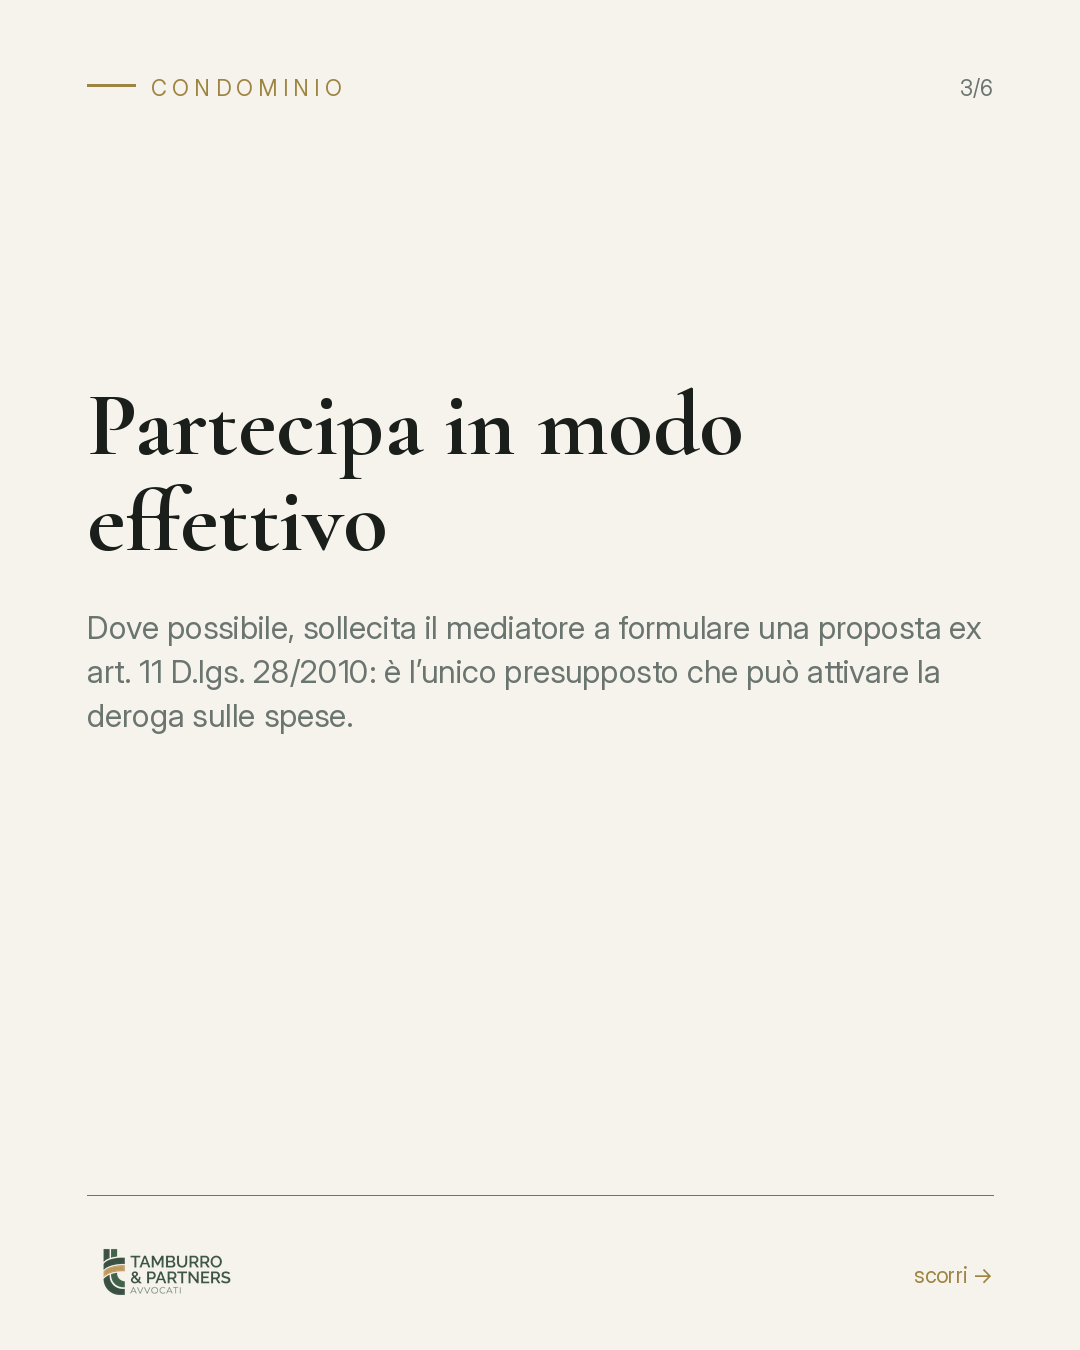 CONDOMINIO
3/6
Partecipa in modo
effettivo
Dove possibile, sollecita il mediatore a formulare una proposta ex
art. 11 D.lgs. 28/2010: è l’unico presupposto che può attivare la
deroga sulle spese.
TAMBURRO
& PARTNERS
AVVOCATI
scorri →